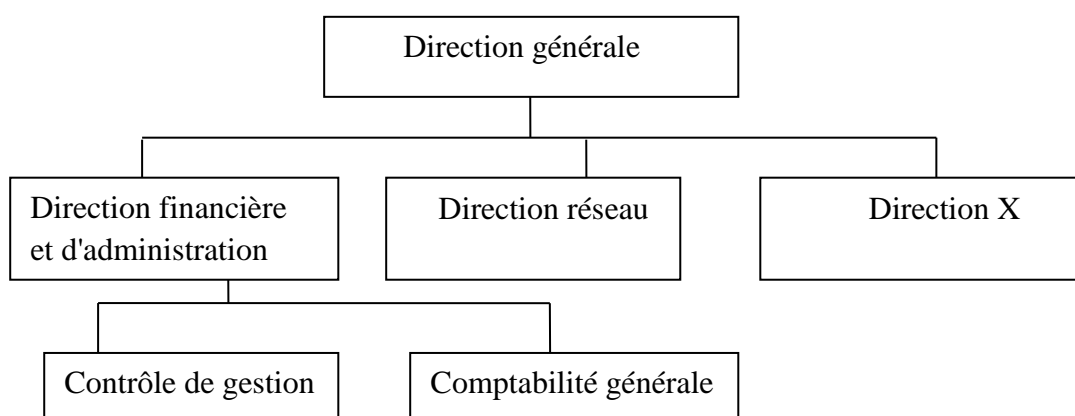 Direction générale
Direction financière
et d'administration
Direction réseau
Direction X
Contrôle de gestion
Comptabilité générale